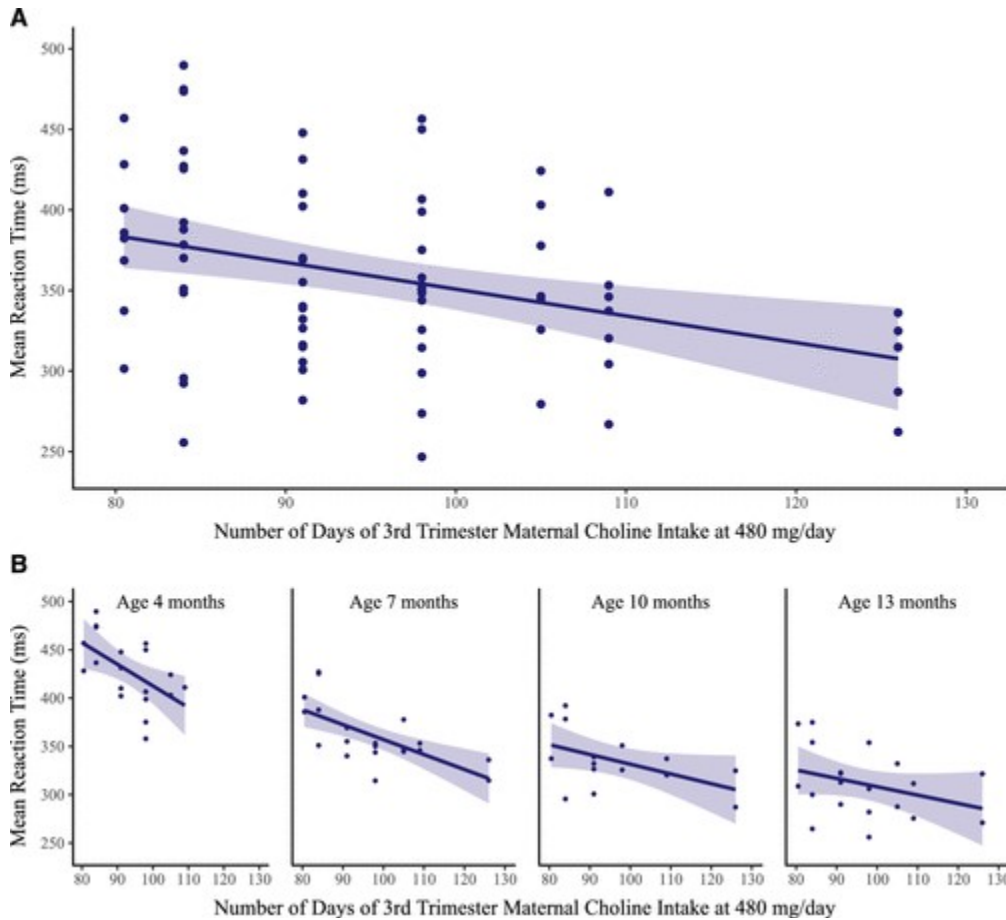 A
500
450
400
350
300
250
Mean Reaction Time (ms)
80 90 100 110 120 130
Number of Days of 3rd Trimester Maternal Choline Intake at 480 mg/day
B
Age 4 months Age 7 months Age 10 months Age 13 months
500
450
400
350
300
250
Mean Reaction Time (ms)
80 90 100 110 120 130 80 90 100 110 120 130 80 90 100 110 120 130 80 90 100 110 120 130
Number of Days of 3rd Trimester Maternal Choline Intake at 480 mg/day